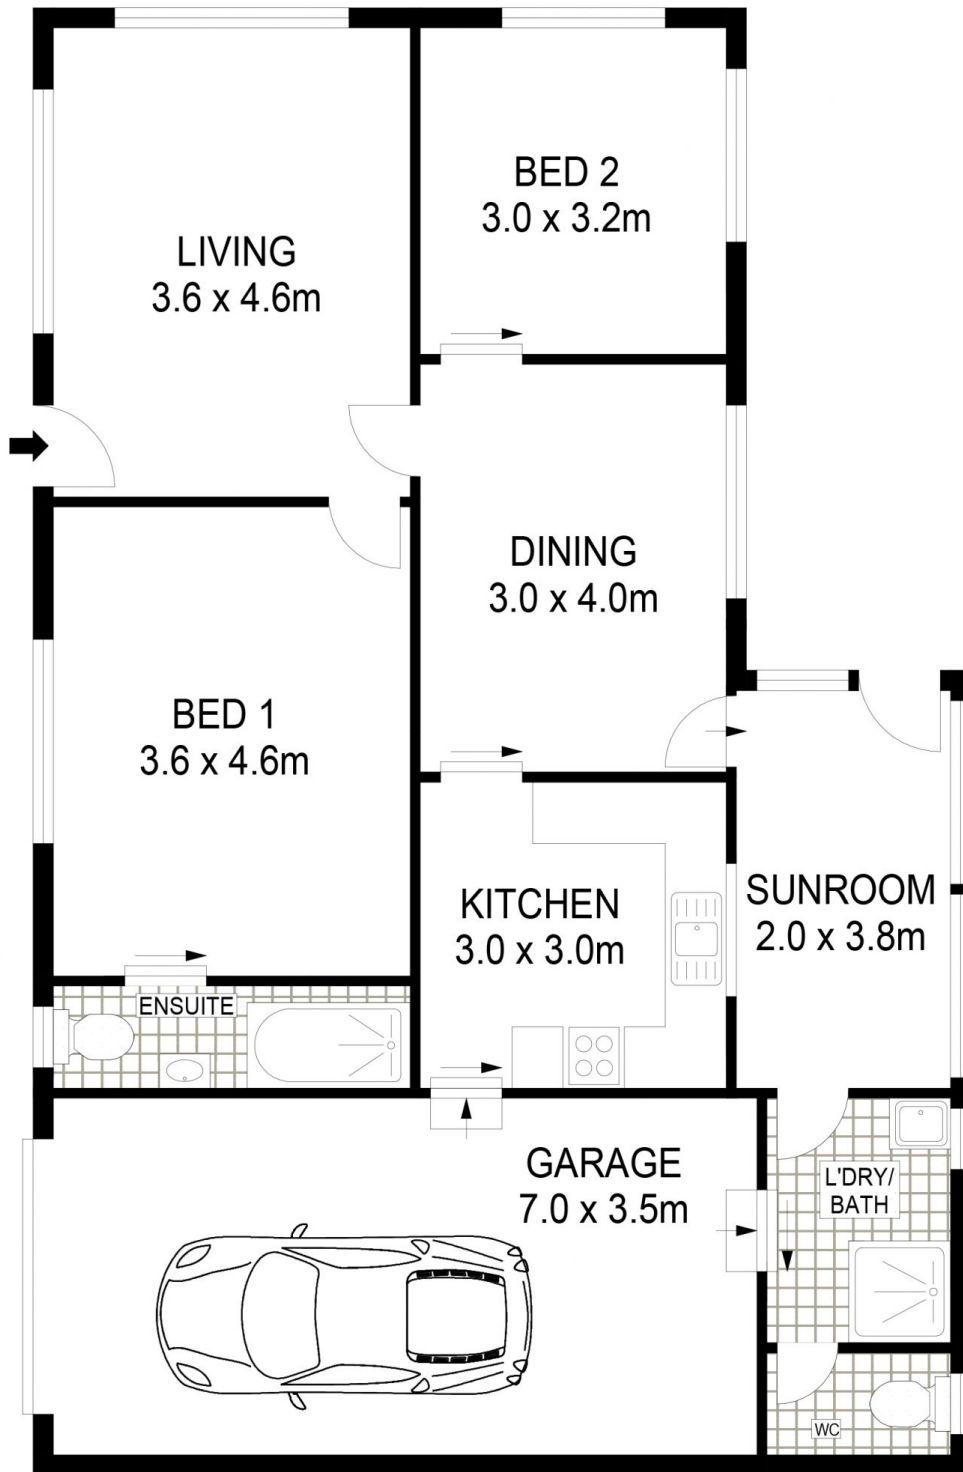 BED 2
3.0 x 3.2m
LIVING
3.6 x 4.6m
DINING
3.0 x 4.0m
BED 1
3.6 x 4.6m
KITCHEN
3.0 x 3.0m
SUNROOM
2.0 x 3.8m
ENSUITE
GARAGE
7.0 x 3.5m
L'DRY/
BATH
WC